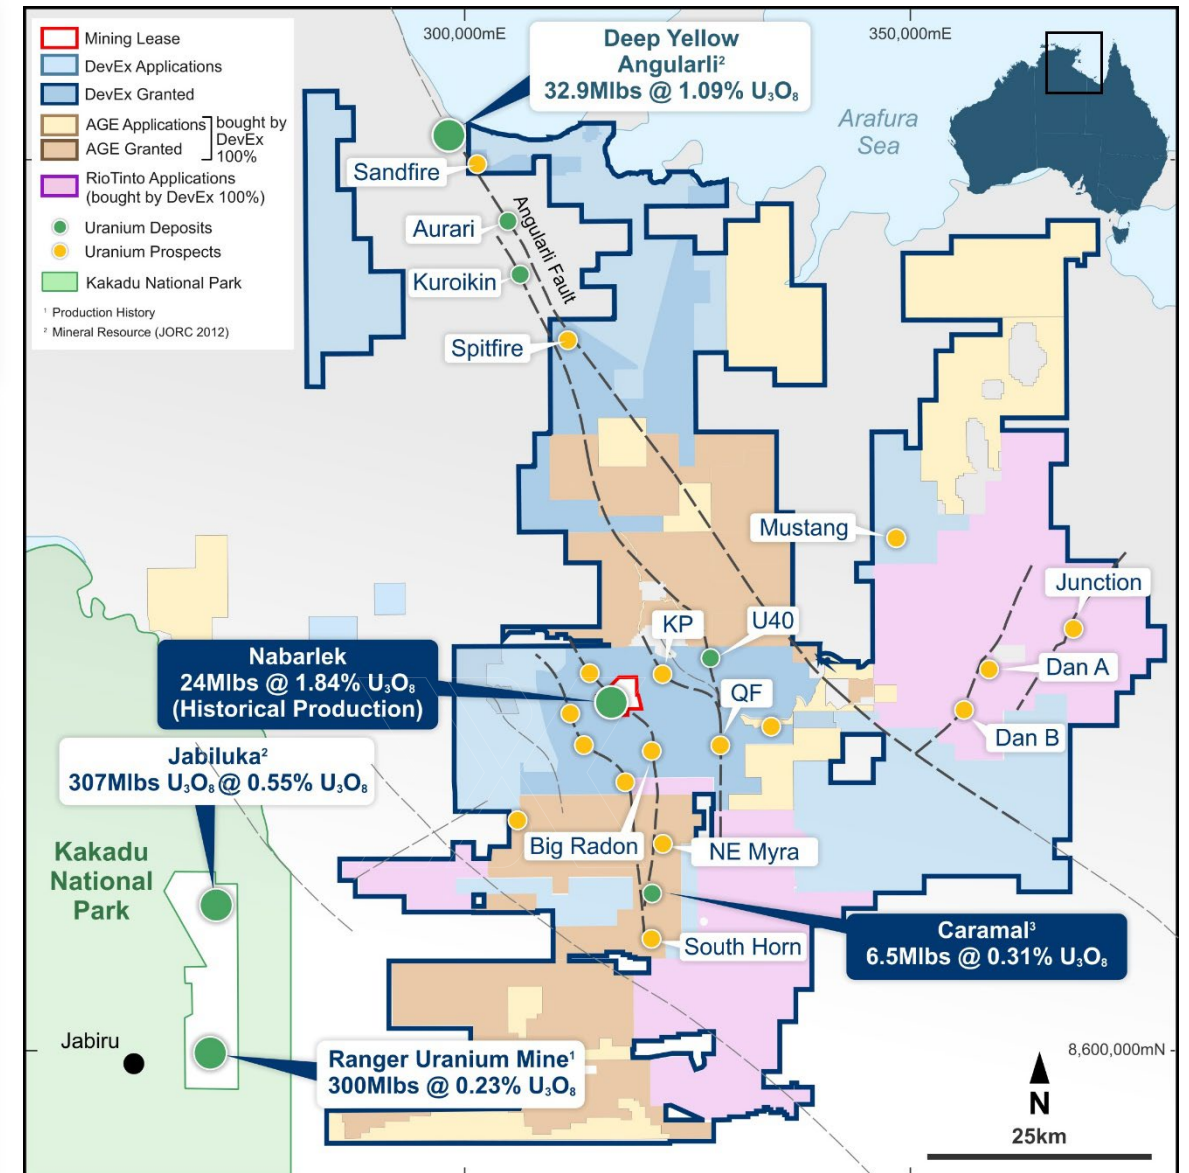 Mining Lease
DevEx Applications
DevEx Granted
AGE Applications
AGE Granted
bought by
DevEx
100%
RioTinto Applications
(bought by DevEx 100%)
Uranium Deposits
Uranium Prospects
Kakadu National Park
¹ Production History
² Mineral Resource (JORC 2012)
300,000mE
350,000mE
Deep Yellow
Angularli²
32.9Mlbs @ 1.09% U₃O₈
Arafura
Sea
Sandfire
Aurari
Angularli Fault
Kuroikin
Spitfire
Mustang
Junction
KP
U40
Nabarlek
24Mlbs @ 1.84% U₃O₈
(Historical Production)
Dan A
QF
Dan B
Jabiluka²
307Mlbs U₃O₈ @ 0.55% U₃O₈
Big Radon
NE Myra
Kakadu
National
Park
Caramal³
6.5Mlbs @ 0.31% U₃O₈
South Horn
Jabiru
Ranger Uranium Mine¹
300Mlbs @ 0.23% U₃O₈
8,600,000mN
N
25km